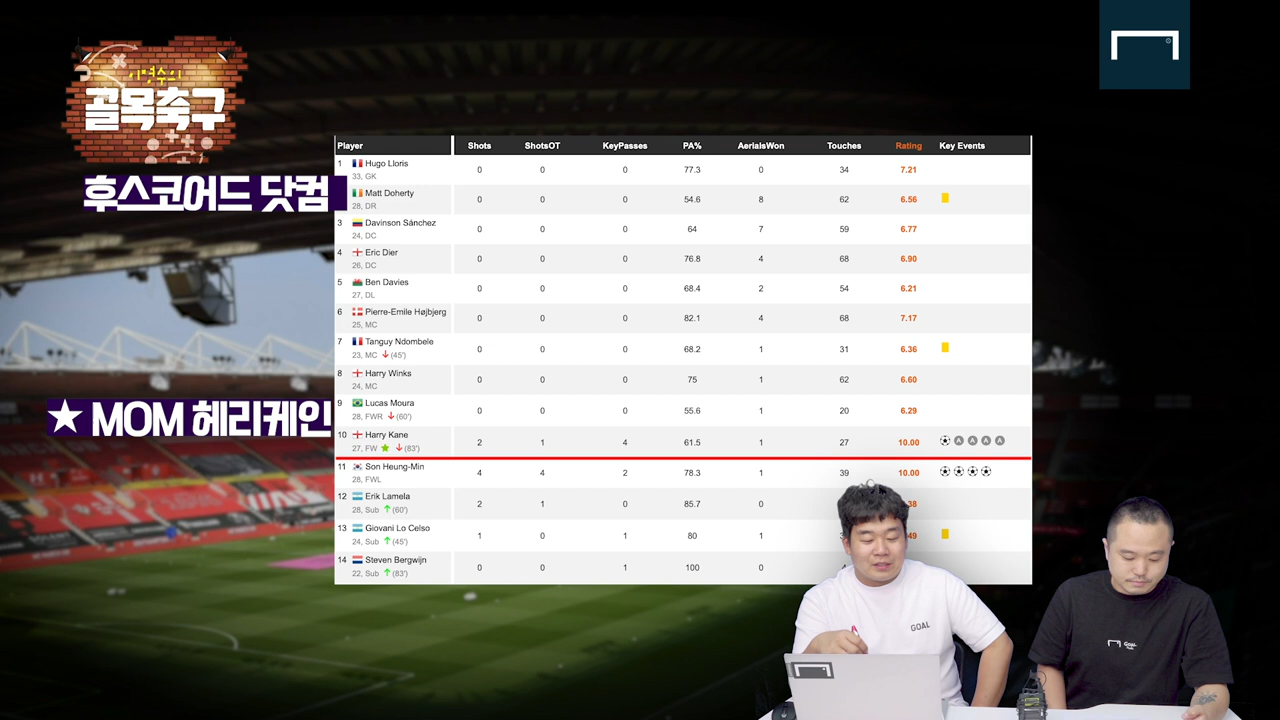 서명수의
골목축구
후스코어드 닷컴
★ MOM 해리케인
Player Shots ShotsOT KeyPasses PA% AerialsWon Touches Rating Key Events
1 Hugo Lloris 0 0 0 77.3 0 34 7.21
33, GK
Matt Doherty 0 0 0 54.6 8 62 6.56
28, DR
3 Davinson Sánchez 0 0 0 64 7 59 6.77
24, DC
4 Eric Dier 0 0 0 76.8 4 68 6.90
26, DC
5 Ben Davies 0 0 0 68.4 2 54 6.21
27, DL
6 Pierre-Emile Højbjerg 0 0 0 82.1 4 68 7.17
25, MC
7 Tanguy Ndombele 0 0 0 68.2 1 31 6.36
23, MC (45')
8 Harry Winks 0 0 0 75 1 62 6.60
24, MC
9 Lucas Moura 0 0 0 55.6 1 20 6.29
28, FWR (60')
10 Harry Kane 2 1 4 61.5 1 27 10.00 A A A A
27, FW (83')
11 Son Heung-Min 4 4 2 78.3 1 39 10.00
28, FWL
12 Erik Lamela 2 1 0 85.7 0
28, Sub (60')
13 Giovani Lo Celso 1 0 1 80 1
24, Sub (45')
14 Steven Bergwijn 0 0 1 100 0 4
22, Sub (83')
GOAL
GOAL